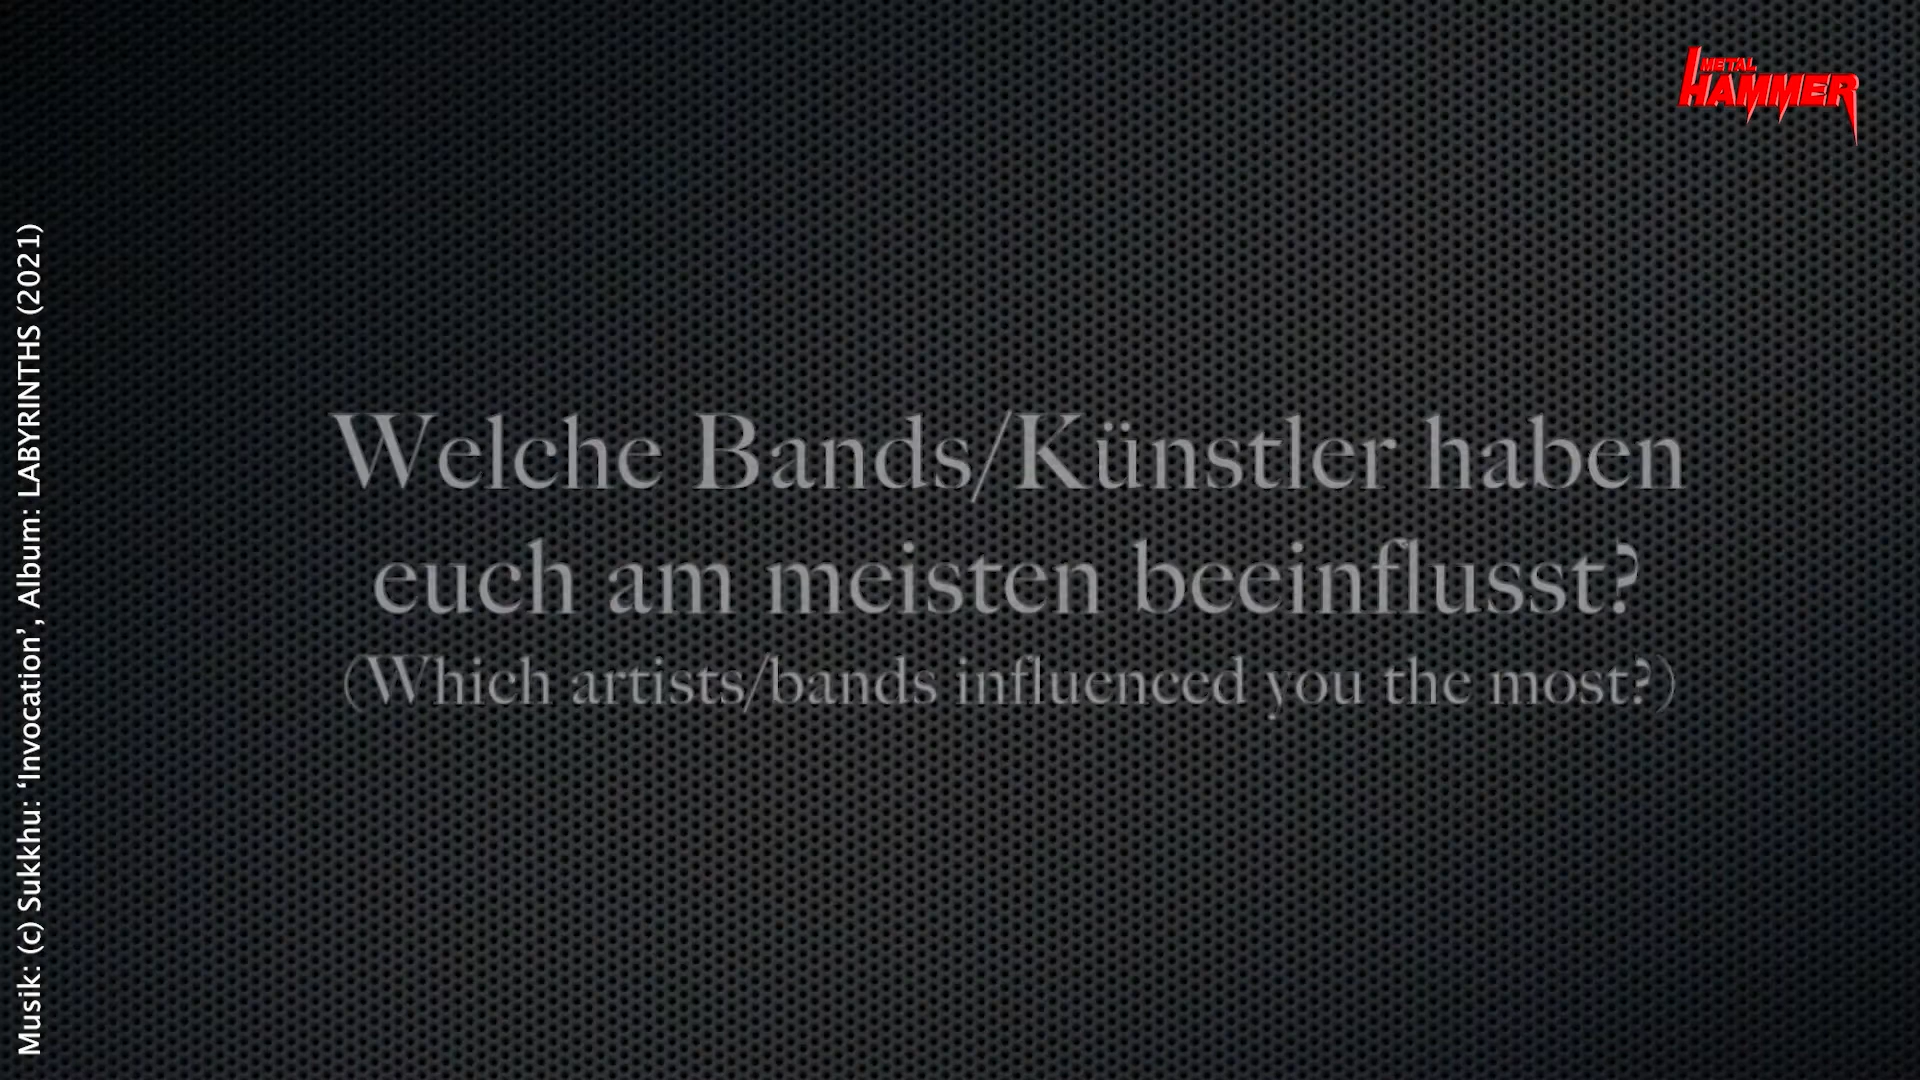 METAL
HAMMER
Welche Bands/Künstler haben
euch am meisten beeinflusst?
(Which artists/bands influenced you the most?)
Musik: (c) Sukkhu: ‘Invocation’, Album: LABYRINTHS (2021)